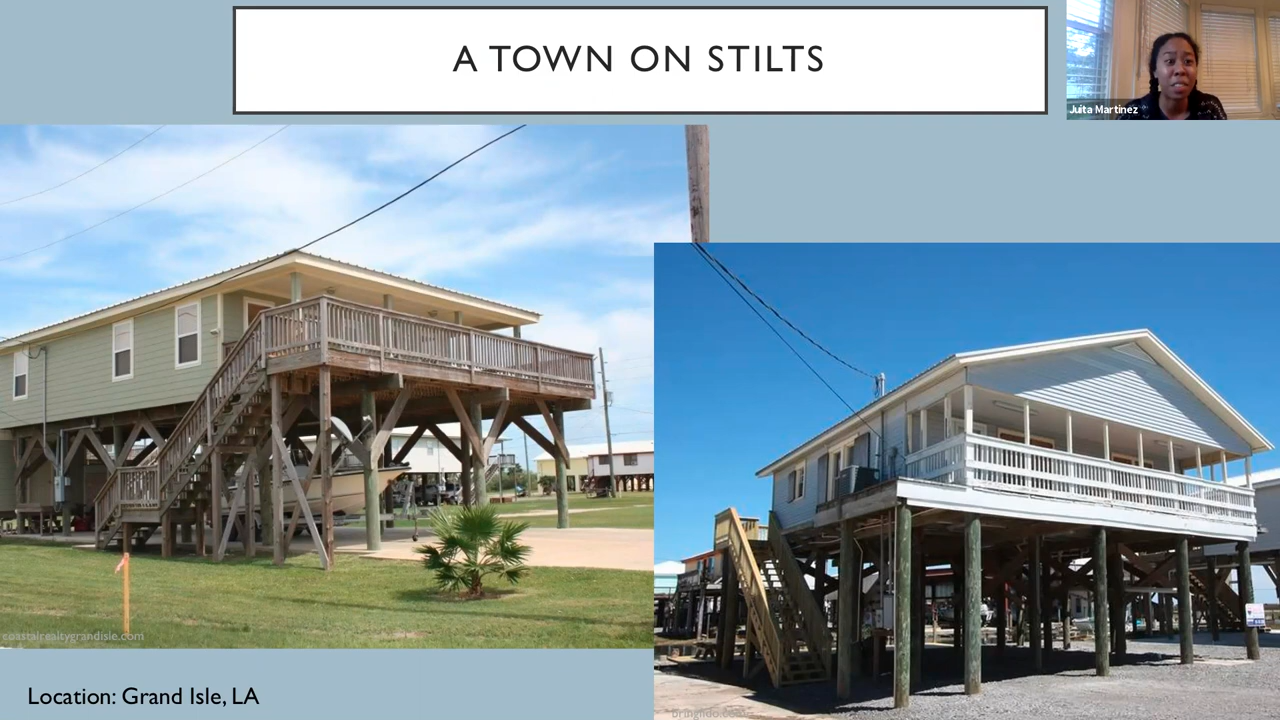 A TOWN ON STILTS
Juita Martinez
coastalrealtygrandisle.com
Location: Grand Isle, LA